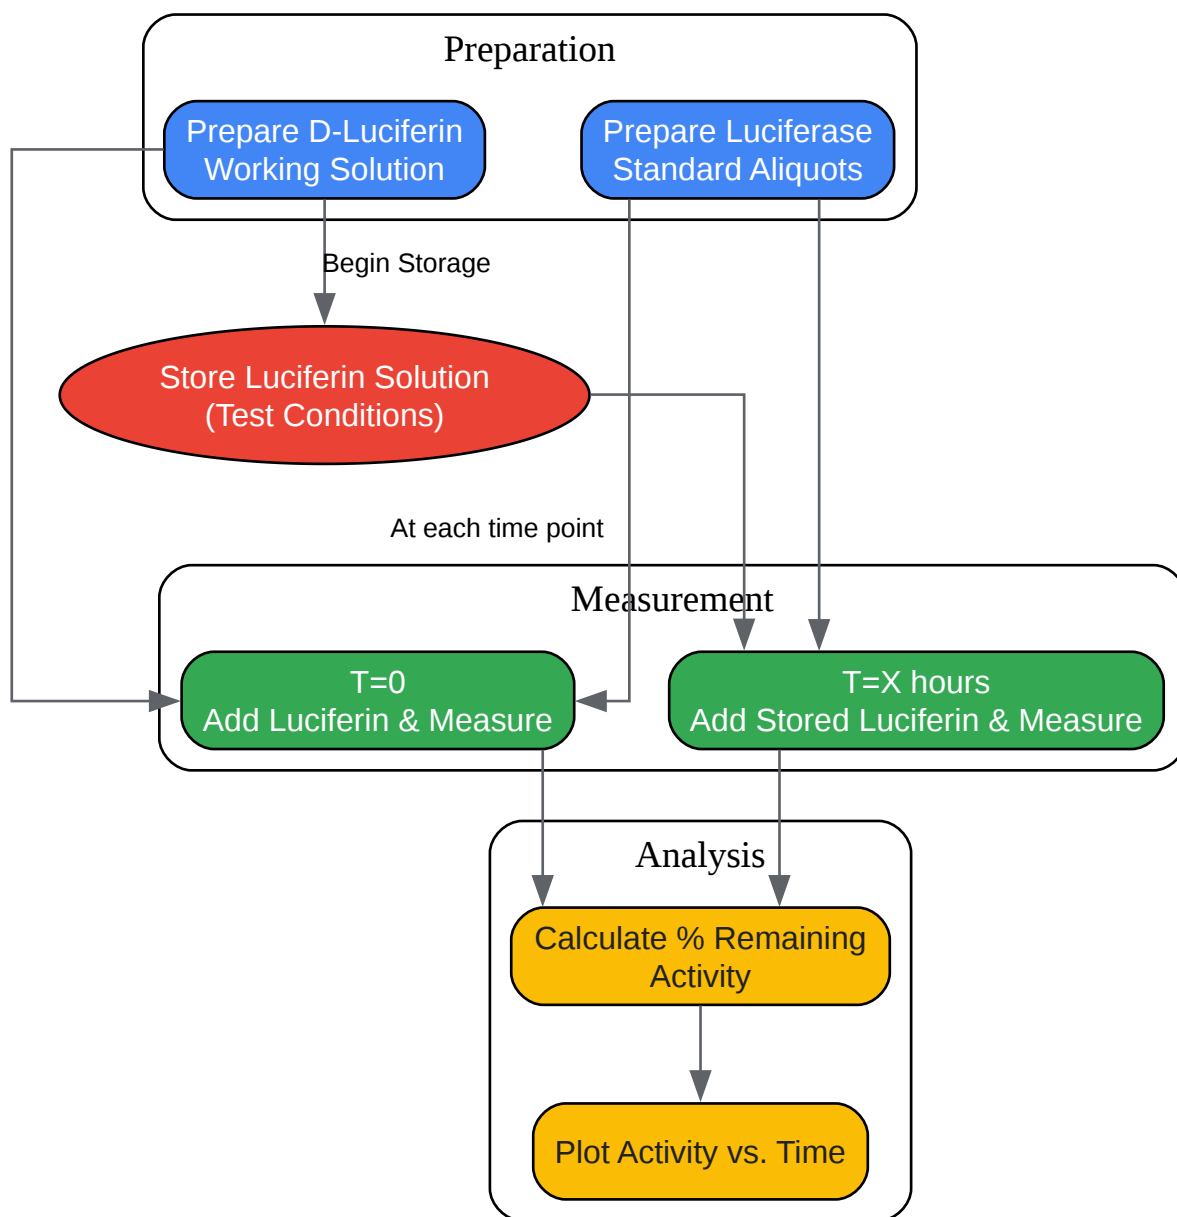 Preparation
Prepare D-Luciferin
Working Solution
Prepare Luciferase
Standard Aliquots
Begin Storage
Store Luciferin Solution
(Test Conditions)
At each time point
Measurement
T=0
Add Luciferin & Measure
T=X hours
Add Stored Luciferin & Measure
Analysis
Calculate % Remaining
Activity
Plot Activity vs. Time